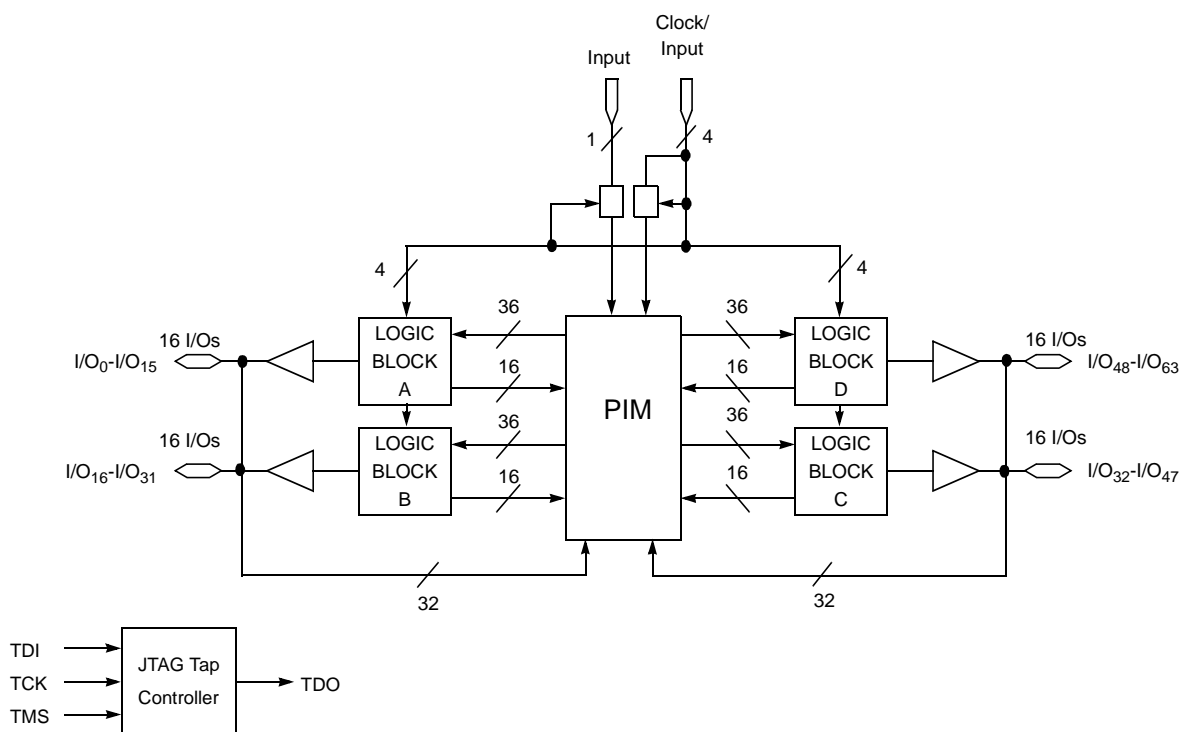 Clock/
Input
Input
1
4
4
4
16 I/Os
I/O0-I/O15
LOGIC
BLOCK
A
36
16
PIM
36
16
LOGIC
BLOCK
D
16 I/Os
I/O48-I/O63
16 I/Os
I/O16-I/O31
LOGIC
BLOCK
B
36
16
36
16
LOGIC
BLOCK
C
16 I/Os
I/O32-I/O47
32
32
TDI
TCK
TMS
JTAG Tap
Controller
TDO